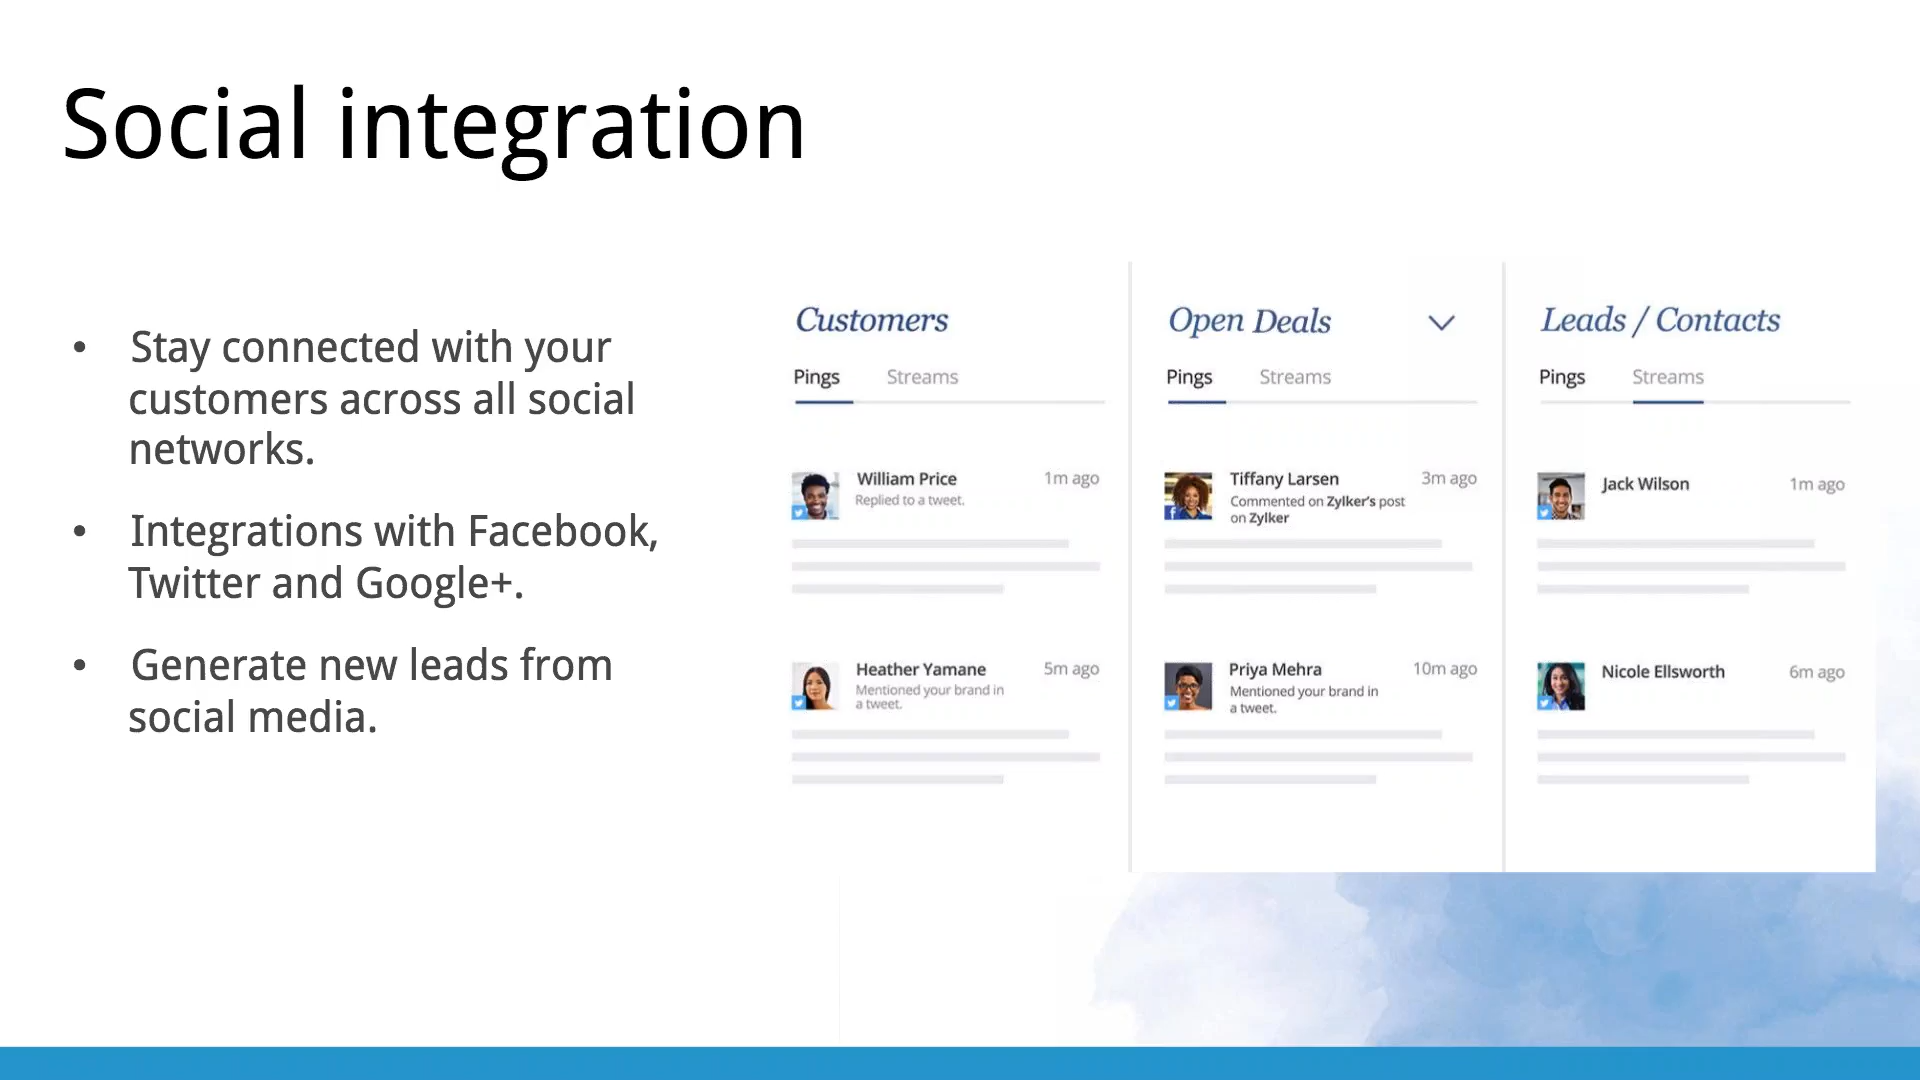 Social integration
• Stay connected with your
customers across all social
networks.
• Integrations with Facebook,
Twitter and Google+.
• Generate new leads from
social media.
Customers
Pings Streams
William Price 1m ago
Replied to a tweet.
Heather Yamane 5m ago
Mentioned your brand in
a tweet.
Open Deals
Pings Streams
Tiffany Larsen 3m ago
Commented on Zylker's post
on Zylker
Priya Mehra 10m ago
Mentioned your brand in
a tweet.
Leads / Contacts
Pings Streams
Jack Wilson 1m ago
Nicole Ellsworth 6m ago